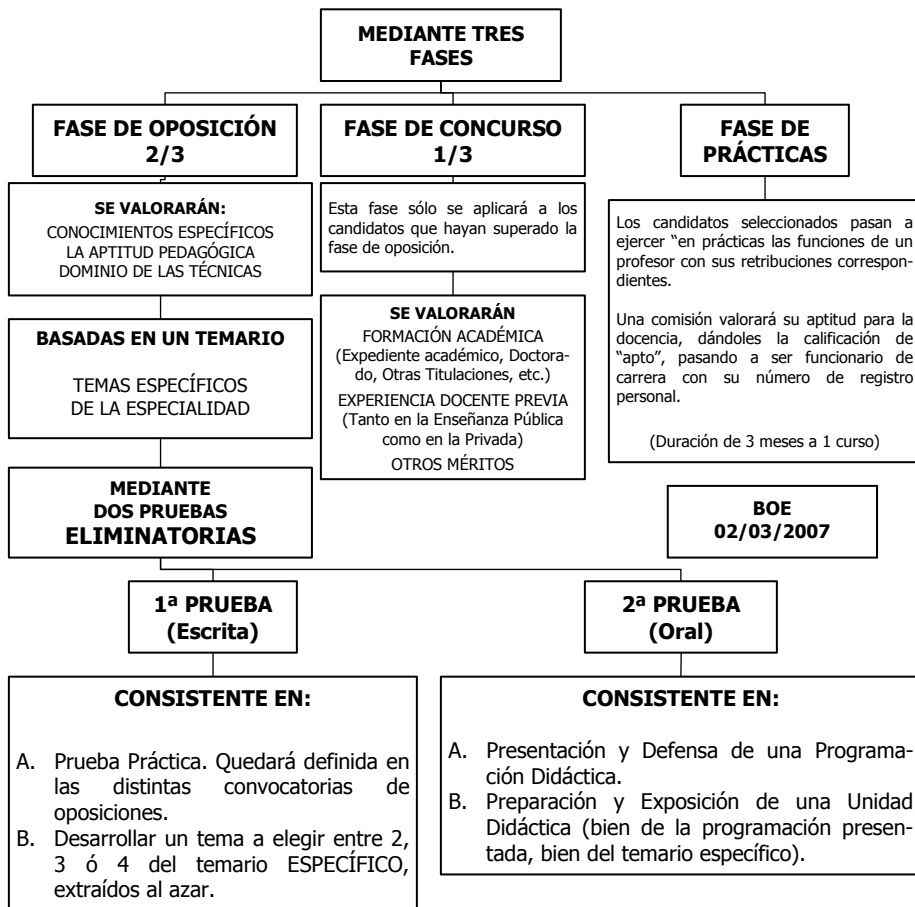 MEDIANTE TRES
FASES
FASE DE OPOSICIÓN
2/3
SE VALORARÁN:
CONOCIMIENTOS ESPECÍFICOS
LA APTITUD PEDAGÓGICA
DOMINIO DE LAS TÉCNICAS
BASADAS EN UN TEMARIO
TEMAS ESPECÍFICOS
DE LA ESPECIALIDAD
MEDIANTE
DOS PRUEBAS
ELIMINATORIAS
FASE DE CONCURSO
1/3
Esta fase sólo se aplicará a los
candidatos que hayan superado la
fase de oposición.
SE VALORARÁN
FORMACIÓN ACADÉMICA
(Expediente académico, Doctora-
do, Otras Titulaciones, etc.)
EXPERIENCIA DOCENTE PREVIA
(Tanto en la Enseñanza Pública
como en la Privada)
OTROS MÉRITOS
FASE DE
PRÁCTICAS
Los candidatos seleccionados pasan a
ejercer “en prácticas las funciones de un
profesor con sus retribuciones correspon-
dientes.
Una comisión valorará su aptitud para la
docencia, dándoles la calificación de
“apto”, pasando a ser funcionario de
carrera con su número de registro
personal.
(Duración de 3 meses a 1 curso)
BOE
02/03/2007
1ª PRUEBA
(Escrita)
CONSISTENTE EN:
A. Prueba Práctica. Quedará definida en
las distintas convocatorias de
oposiciones.
B. Desarrollar un tema a elegir entre 2,
3 ó 4 del temario ESPECÍFICO,
extraídos al azar.
2ª PRUEBA
(Oral)
CONSISTENTE EN:
A. Presentación y Defensa de una Programa-
ción Didáctica.
B. Preparación y Exposición de una Unidad
Didáctica (bien de la programación presen-
tada, bien del temario específico).